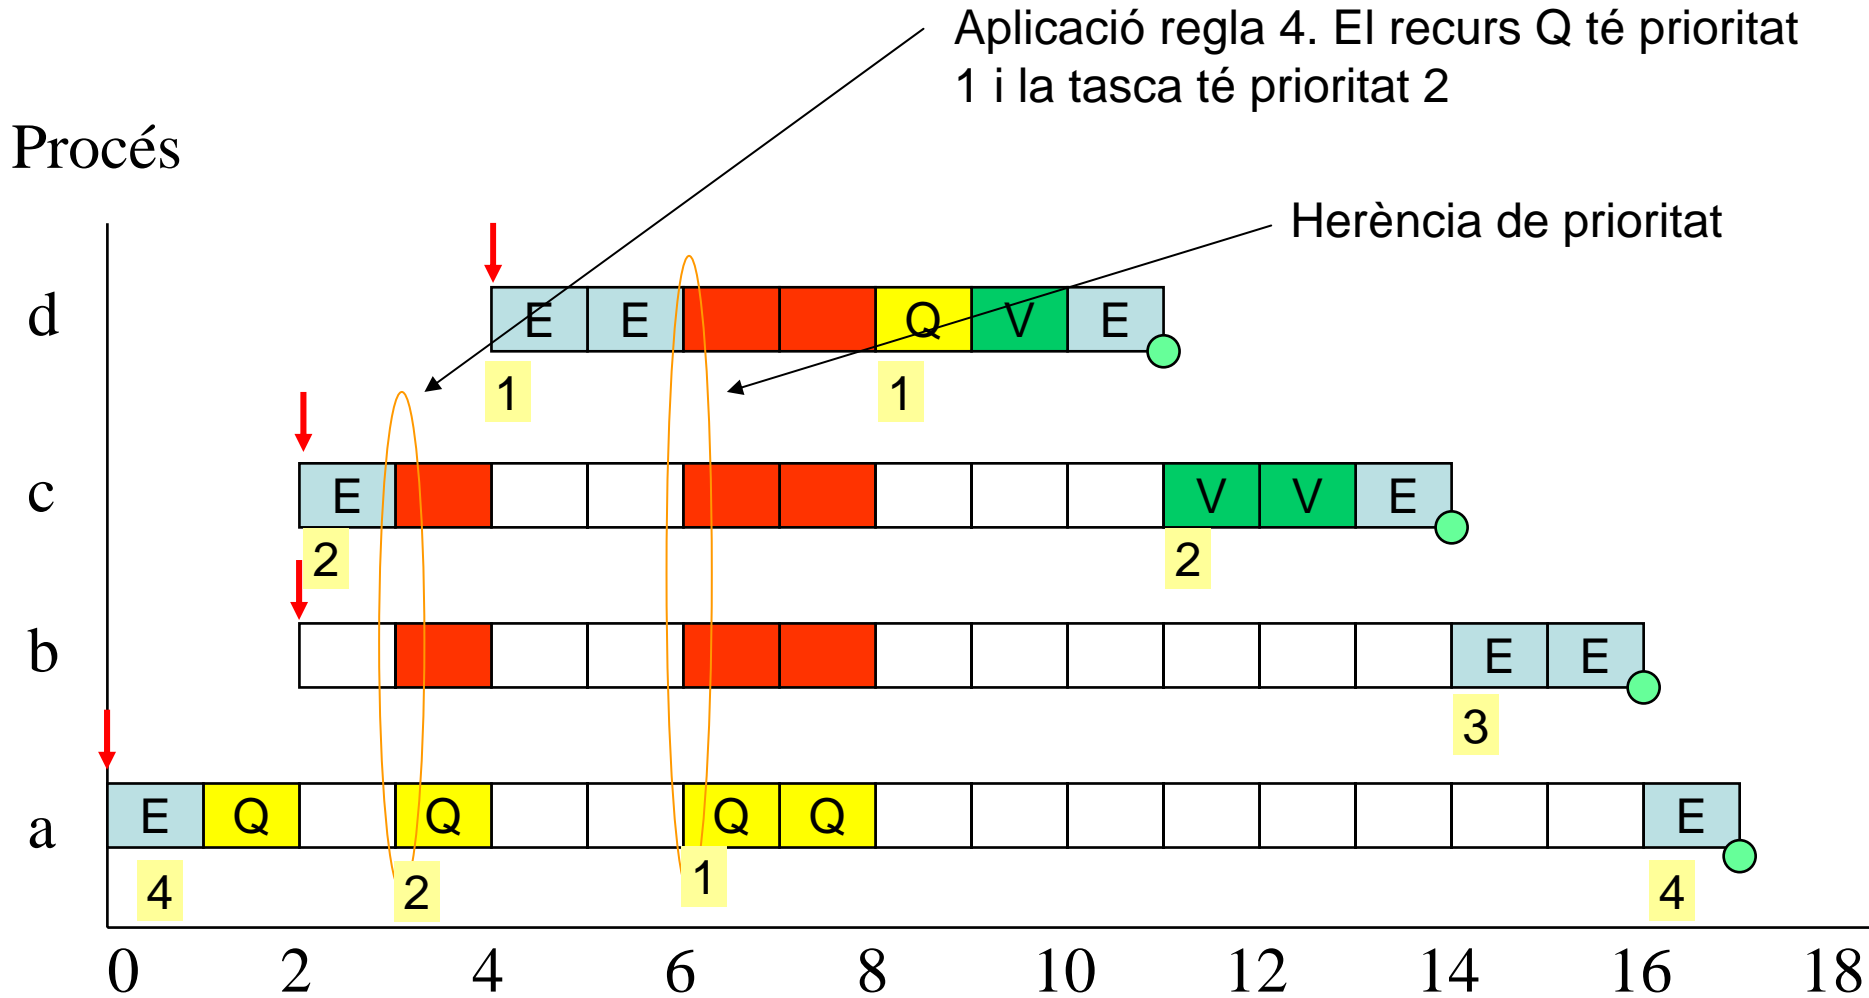 Aplicació regla 4. El recurs Q té prioritat
1 i la tasca té prioritat 2
Procés
Herència de prioritat
d E E Q V E
1 1
c E V V E
2 2
b E E
3
a E Q Q Q Q E
4 2 1 4
0 2 4 6 8 10 12 14 16 18